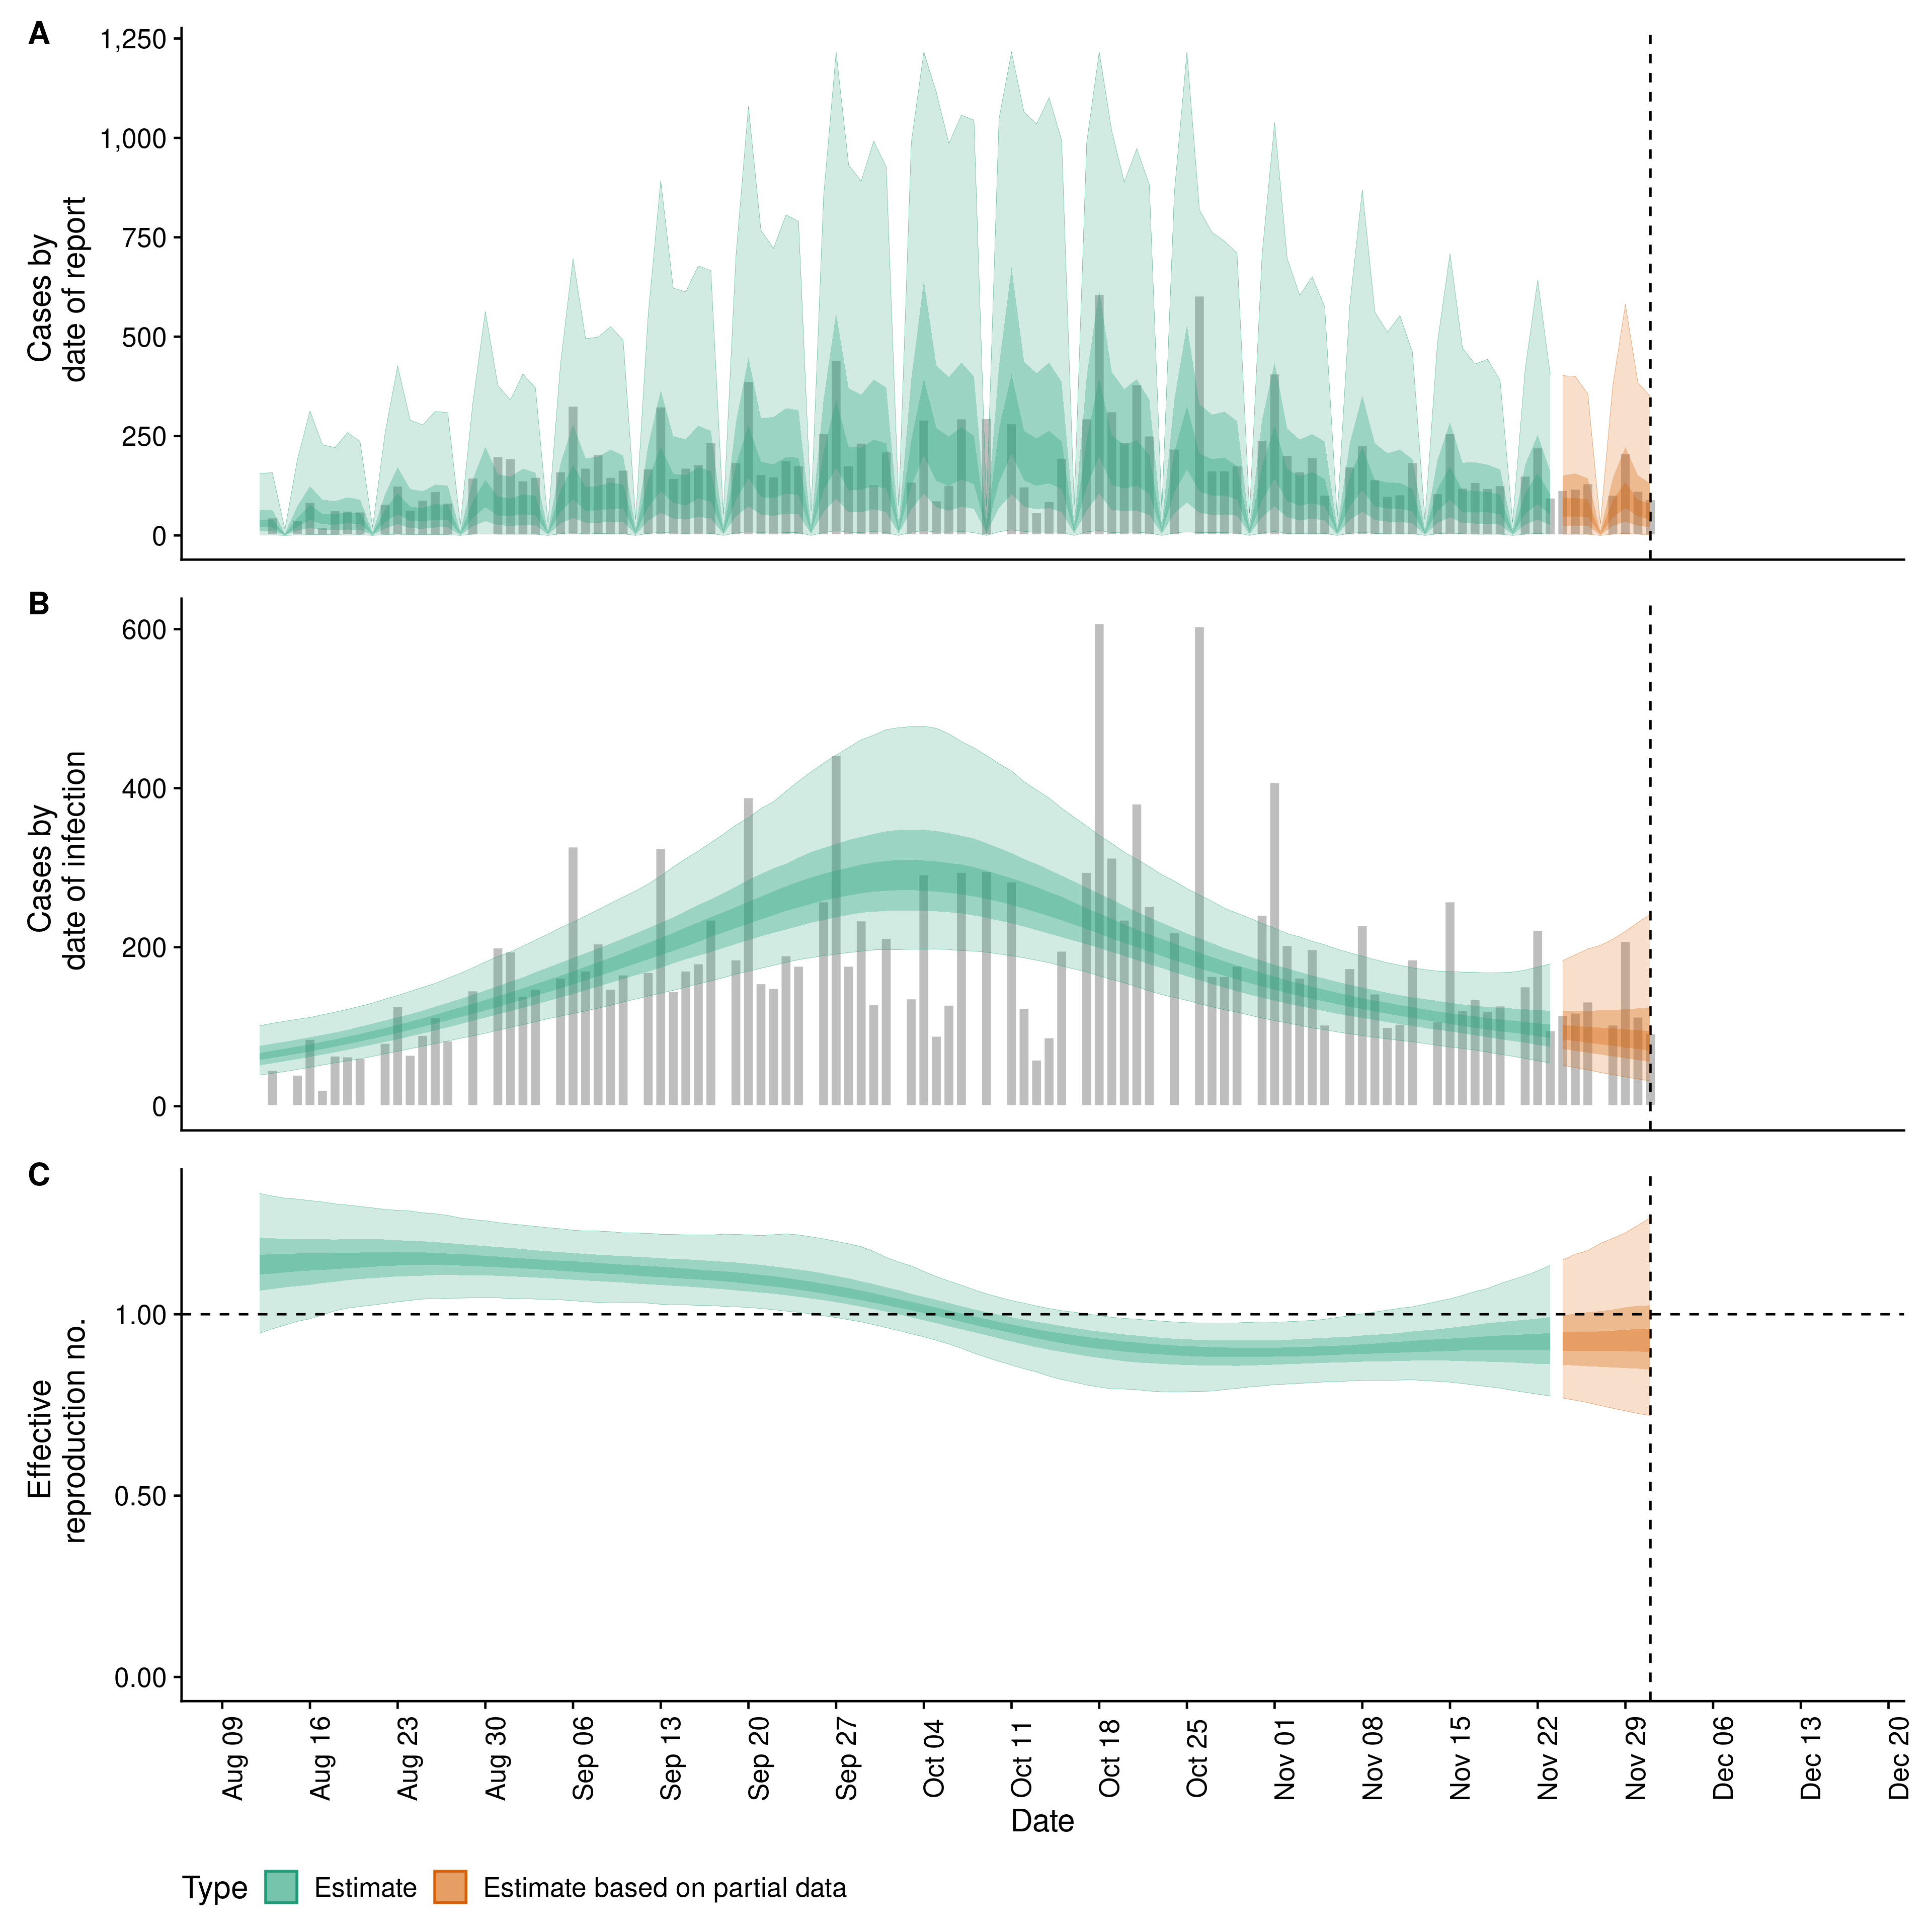 A
Cases by
date of report
1,250
1,000
750
500
250
0
B
Cases by
date of infection
600
400
200
0
C
Effective
reproduction no.
1.00
0.50
0.00
Aug 09
Aug 16
Aug 23
Aug 30
Sep 06
Sep 13
Sep 20
Sep 27
Oct 04
Oct 11
Oct 18
Oct 25
Nov 01
Nov 08
Nov 15
Nov 22
Nov 29
Dec 06
Dec 13
Dec 20
Date
Type
Estimate
Estimate based on partial data